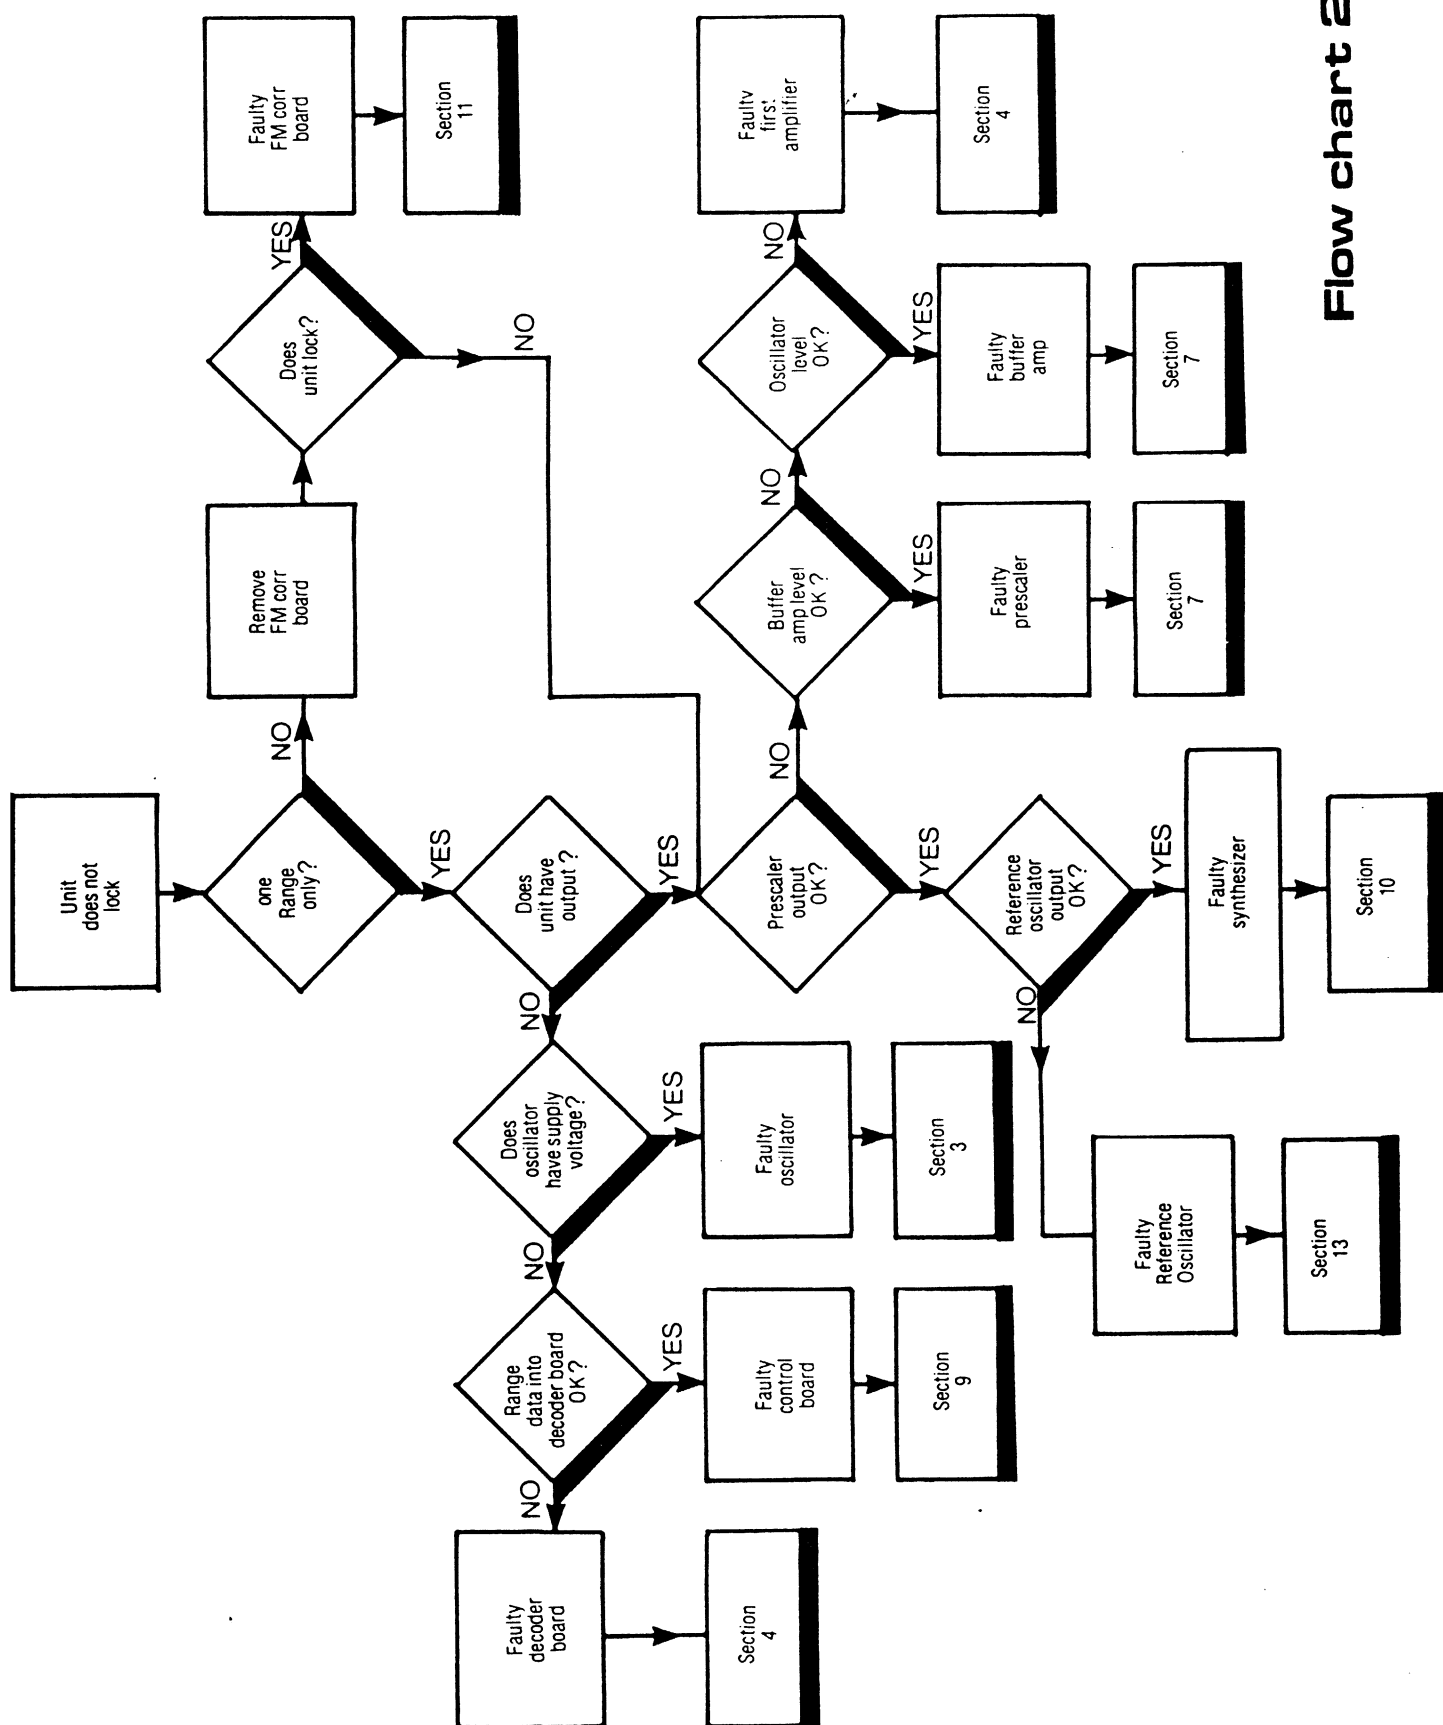 Unit
does not
lock
one
Range
only?
NO
Remove
FM corr
board
Does
unit lock?
YES
Faulty
FM corr
board
Section
11
NO
YES
Does
unit have
output?
NO
Does
oscillator
have supply
voltage?
NO
Range
data into
decoder board
OK?
NO
Faulty
decoder
board
Section
4
YES
Faulty
control
board
Section
9
YES
Faulty
oscillator
Section
3
YES
Prescaler
output
OK?
NO
Buffer
amp level
OK?
NO
Oscillator
level
OK?
NO
Faulty
first
amplifier
Section
4
YES
Faulty
buffer
amp
Section
7
YES
Faulty
prescaler
Section
7
YES
Reference
oscillator
output
OK?
NO
Faulty
Reference
Oscillator
Section
13
YES
Faulty
synthesizer
Section
10
Flow chart 2